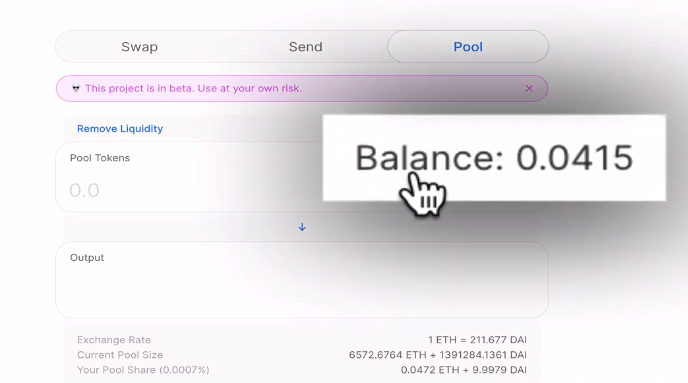 Swap Send Pool
This project is in beta. Use at your own risk.
Remove Liquidity
Pool Tokens
Balance: 0.0415
0.0
Output
Exchange Rate 1 ETH = 211.677 DAI
Current Pool Size 6572.6764 ETH + 1391284.1361 DAI
Your Pool Share (0.0007%) 0.0472 ETH + 9.9979 DAI